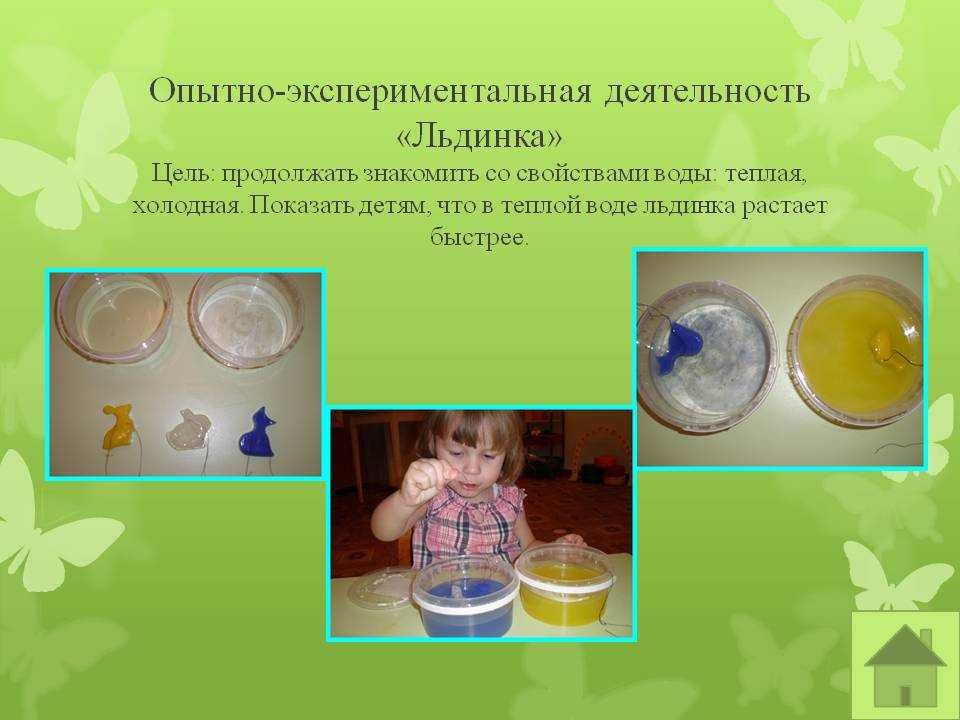 Опытно-экспериментальная деятельность
«Льдинка»
Цель: продолжать знакомить со свойствами воды: теплая,
холодная. Показать детям, что в теплой воде льдинка растает
быстрее.